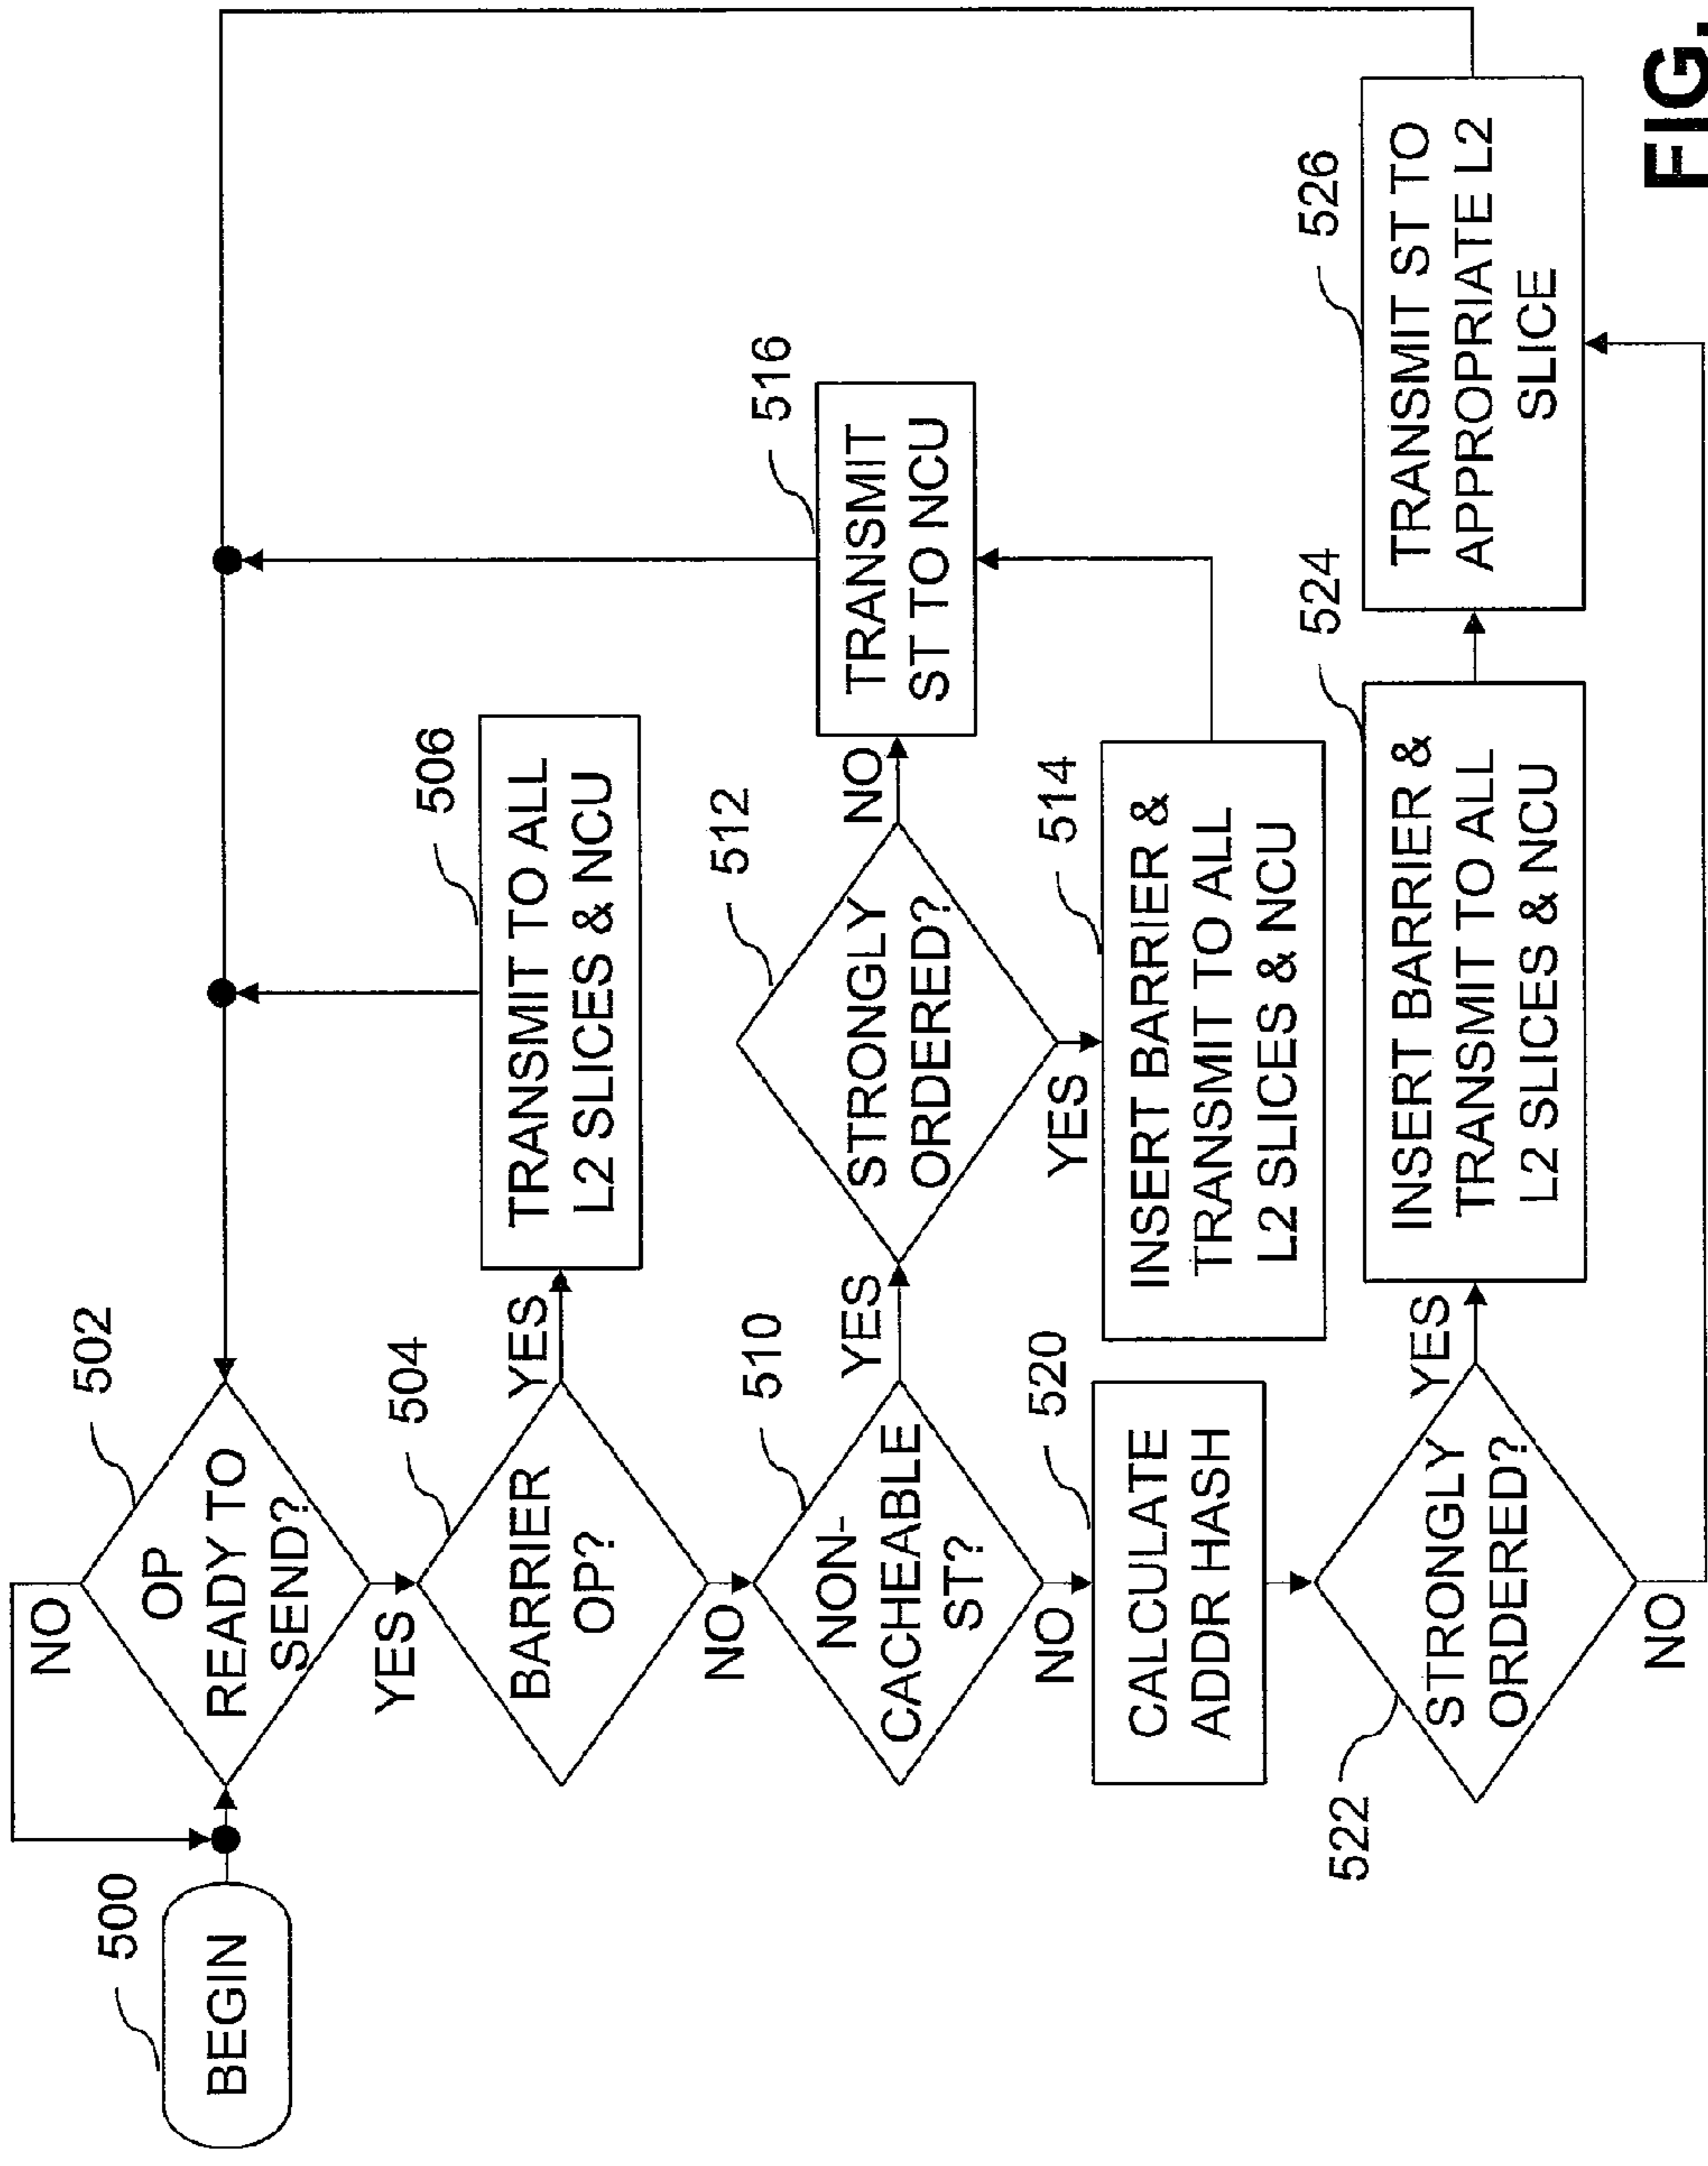 500
BEGIN
502
OP
READY TO
SEND?
NO
YES
504
BARRIER
OP?
YES
NO
506
TRANSMIT TO ALL
L2 SLICES & NCU
510
NON-
CACHEABLE
ST?
YES
NO
512
STRONGLY
ORDERED?
NO
YES
516
TRANSMIT
ST TO NCU
514
INSERT BARRIER &
TRANSMIT TO ALL
L2 SLICES & NCU
520
CALCULATE
ADDR HASH
522
STRONGLY
ORDERED?
YES
NO
524
INSERT BARRIER &
TRANSMIT TO ALL
L2 SLICES & NCU
526
TRANSMIT ST TO
APPROPRIATE L2
SLICE
FIG.